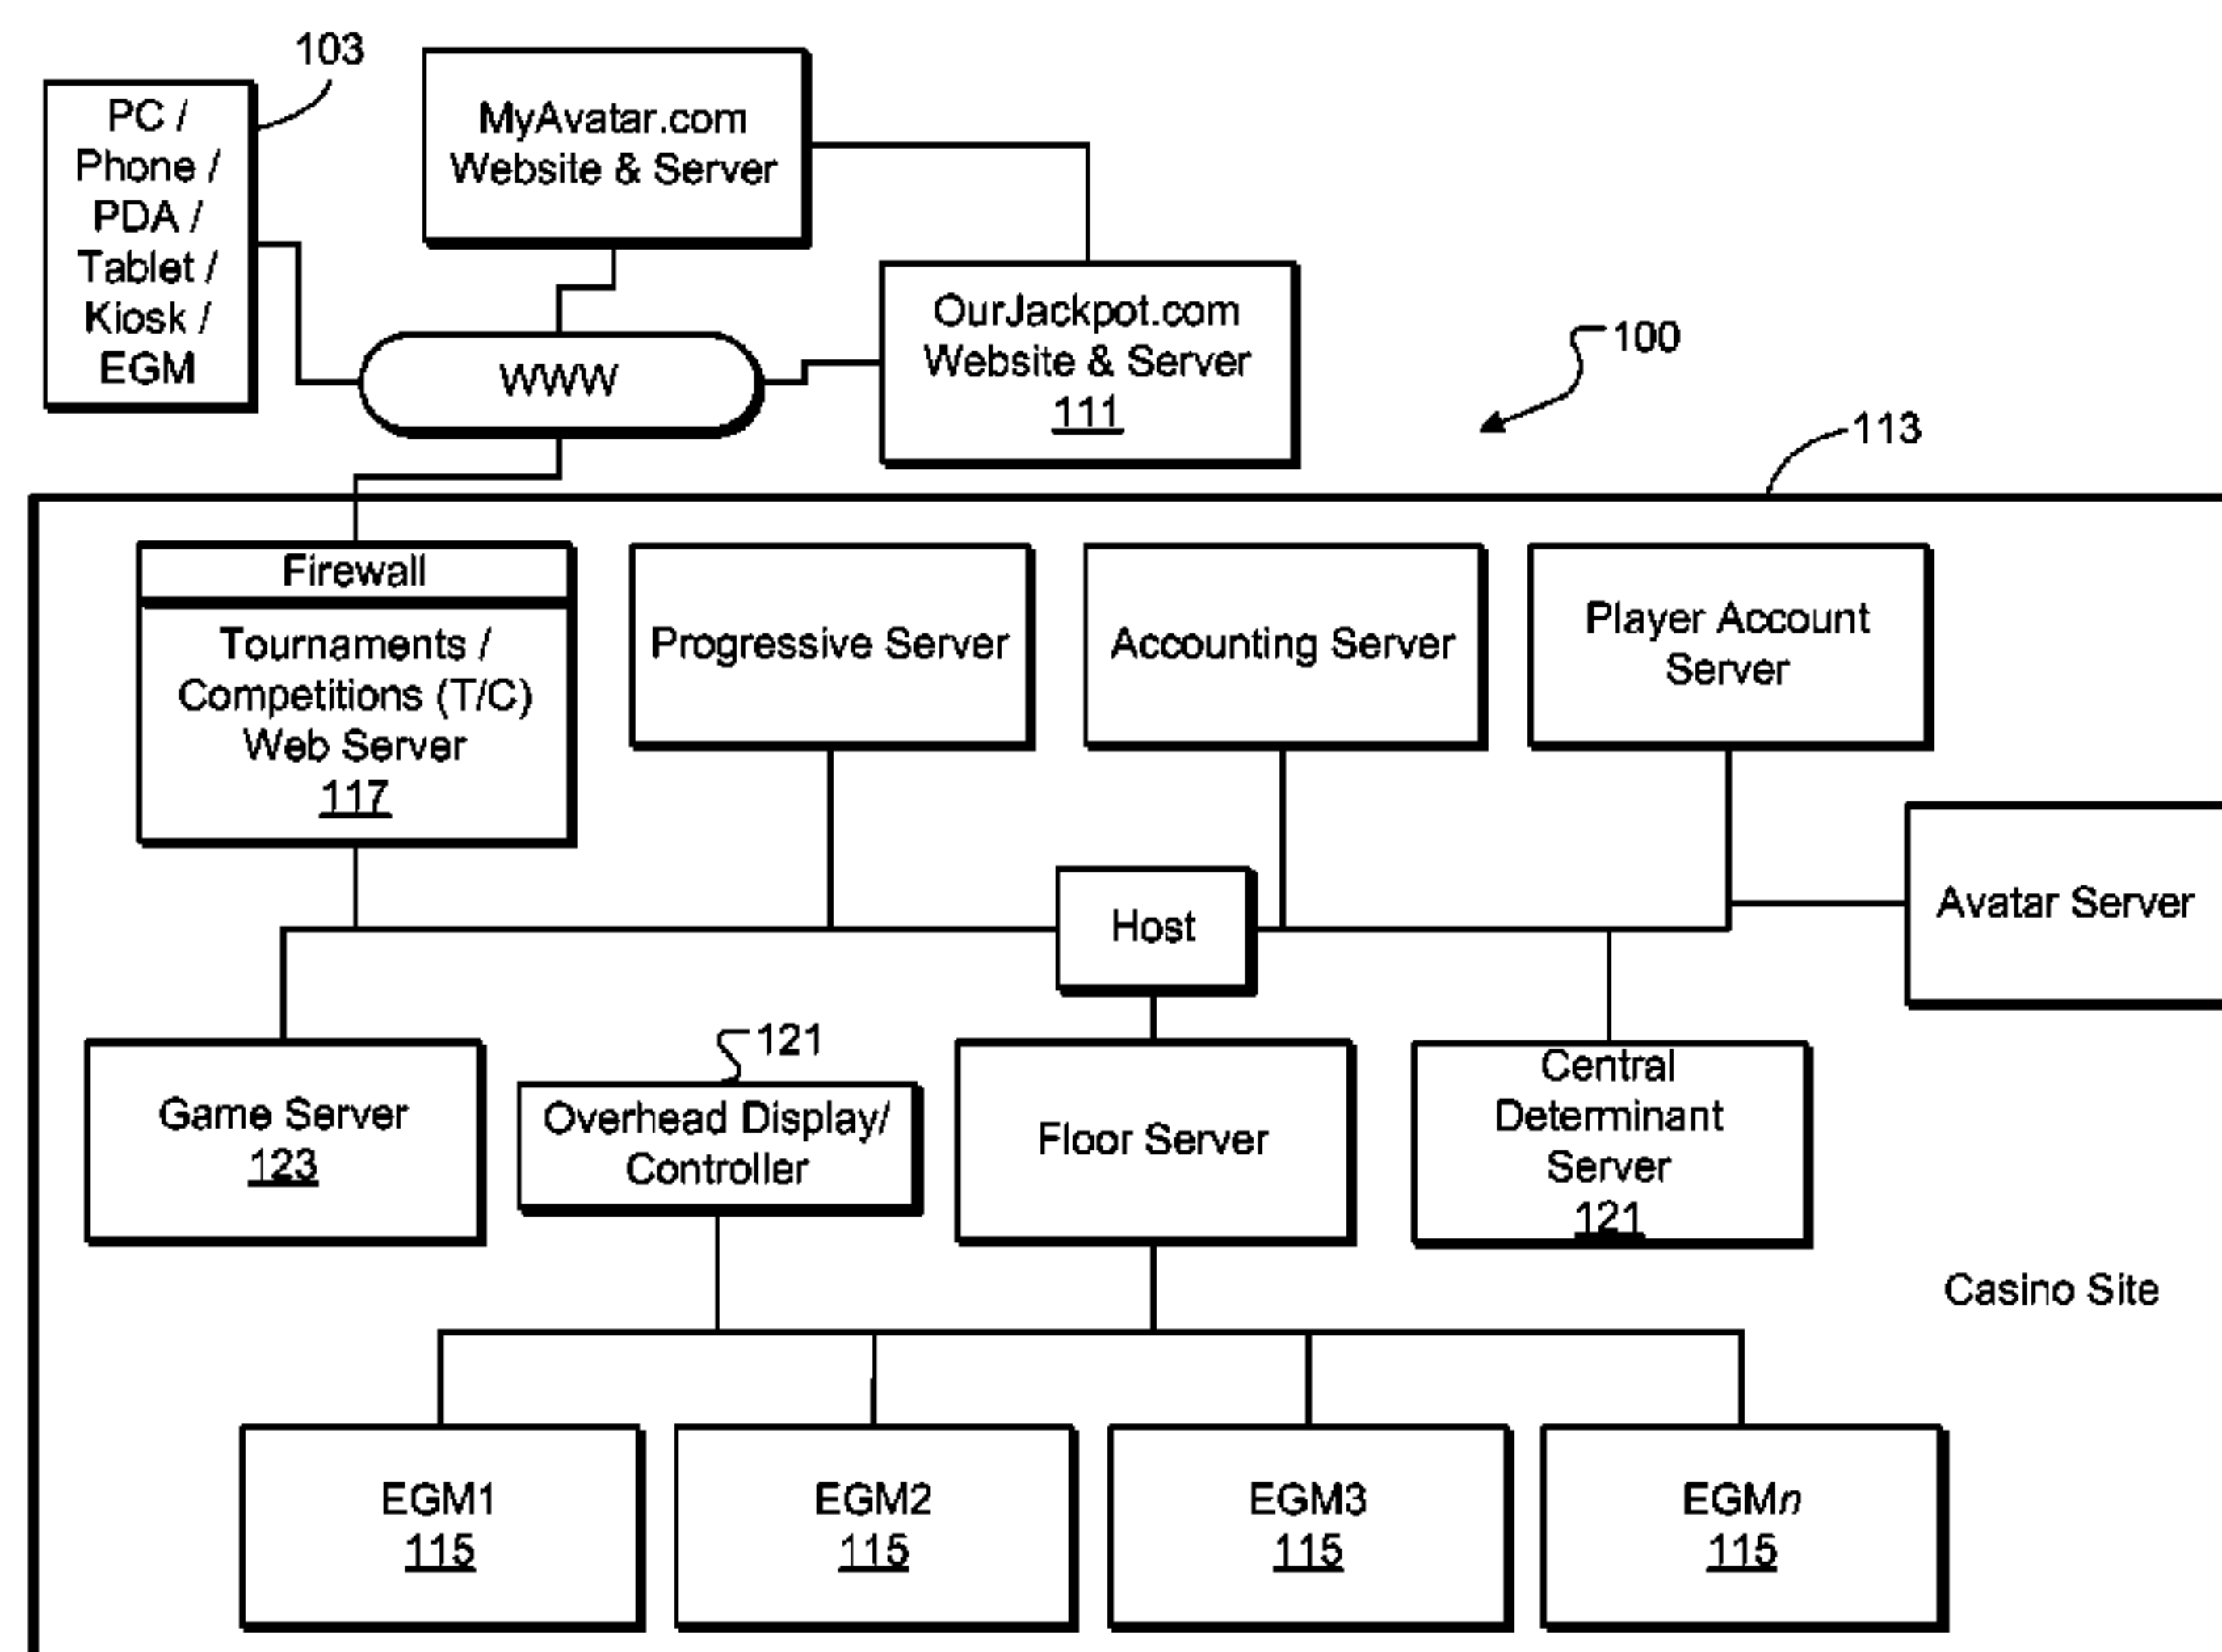 103
PC /
Phone /
PDA /
Tablet /
Kiosk /
EGM
MyAvatar.com
Website & Server
WWW
OurJackpot.com
Website & Server
111
100
113
Firewall
Tournaments /
Competitions (T/C)
Web Server
117
Progressive Server
Accounting Server
Player Account
Server
Host
Avatar Server
Game Server
123
121
Overhead Display/
Controller
Floor Server
Central
Determinant
Server
121
Casino Site
EGM1
115
EGM2
115
EGM3
115
EGMn
115